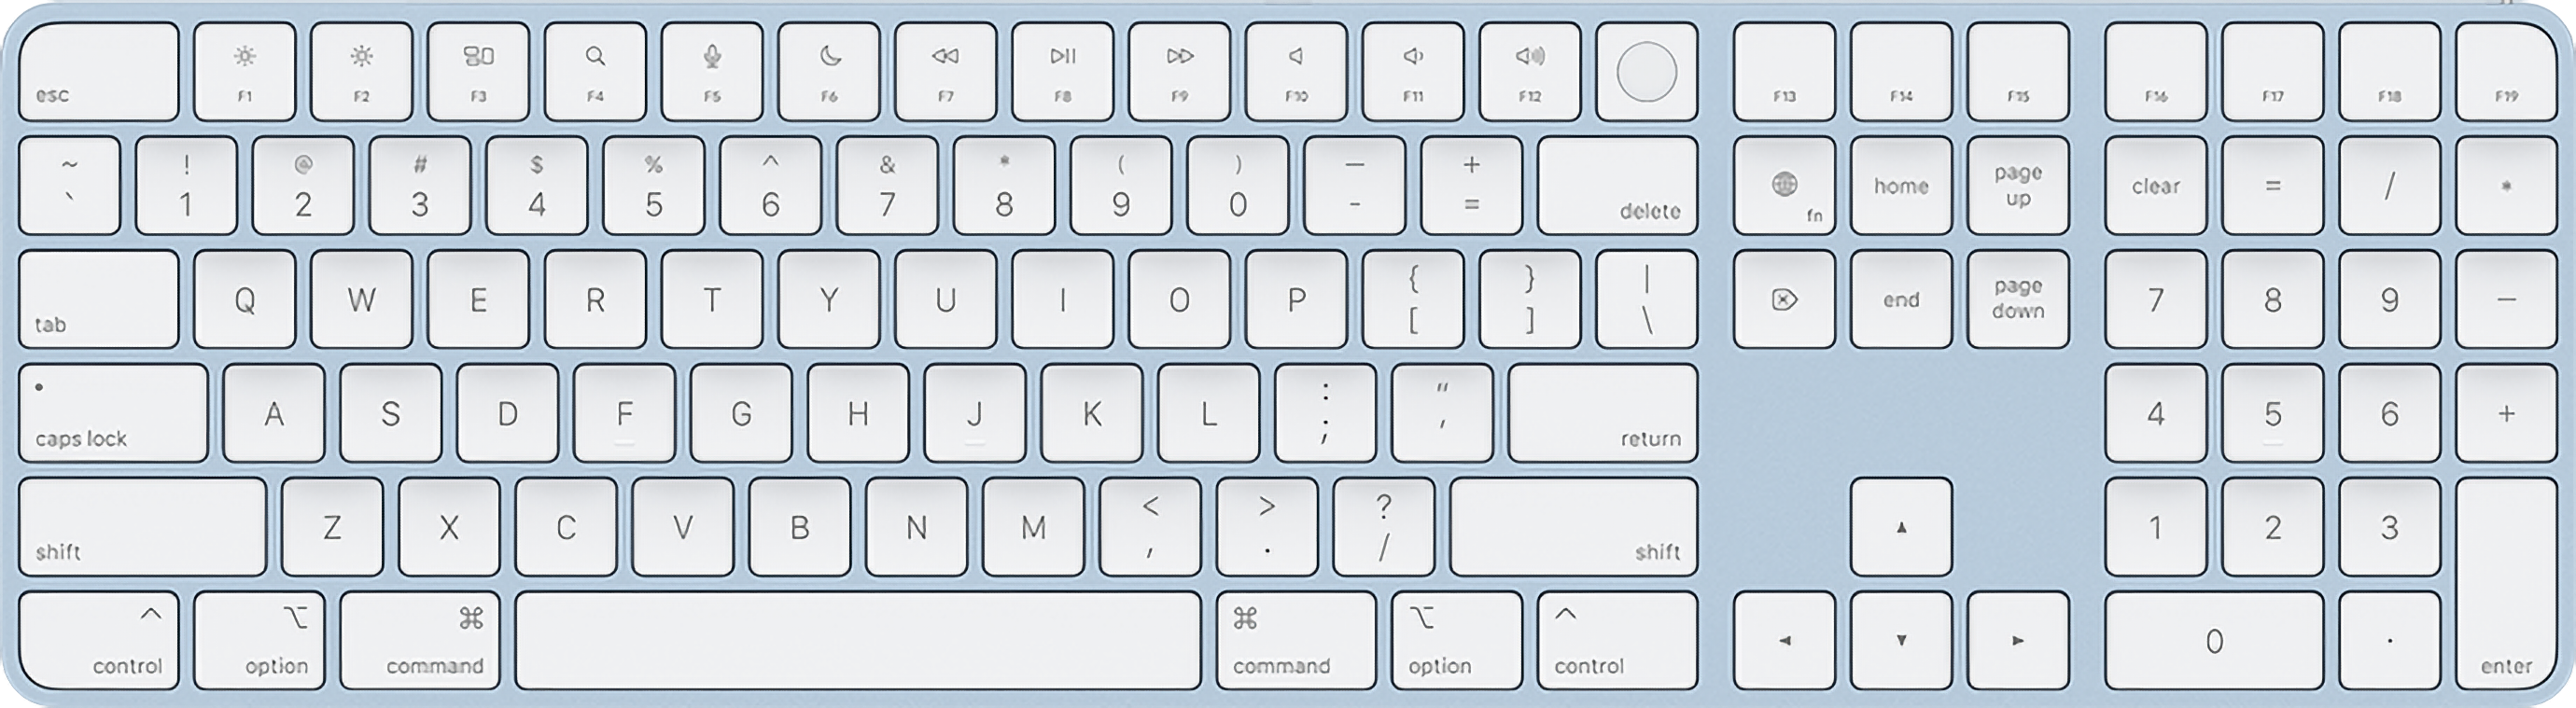 esc F1 F2 F3 F4 F5 F6 F7 F8 F9 F10 F11 F12 F13 F14 F15 F16 F17 F18 F19
~ ! @ # $ % ^ & * ( ) — +
` 1 2 3 4 5 6 7 8 9 0 - = delete fn home page up clear = / *
tab Q W E R T Y U I O P { [ } ] | \ end page down 7 8 9 –
caps lock A S D F G H J K L : ; " ' return 4 5 6 +
shift Z X C V B N M < , > . ? / shift ▲ 1 2 3
^ ⌥ ⌘ ⌘ ⌥ ^
control option command command option control ◄ ▼ ► 0 . enter